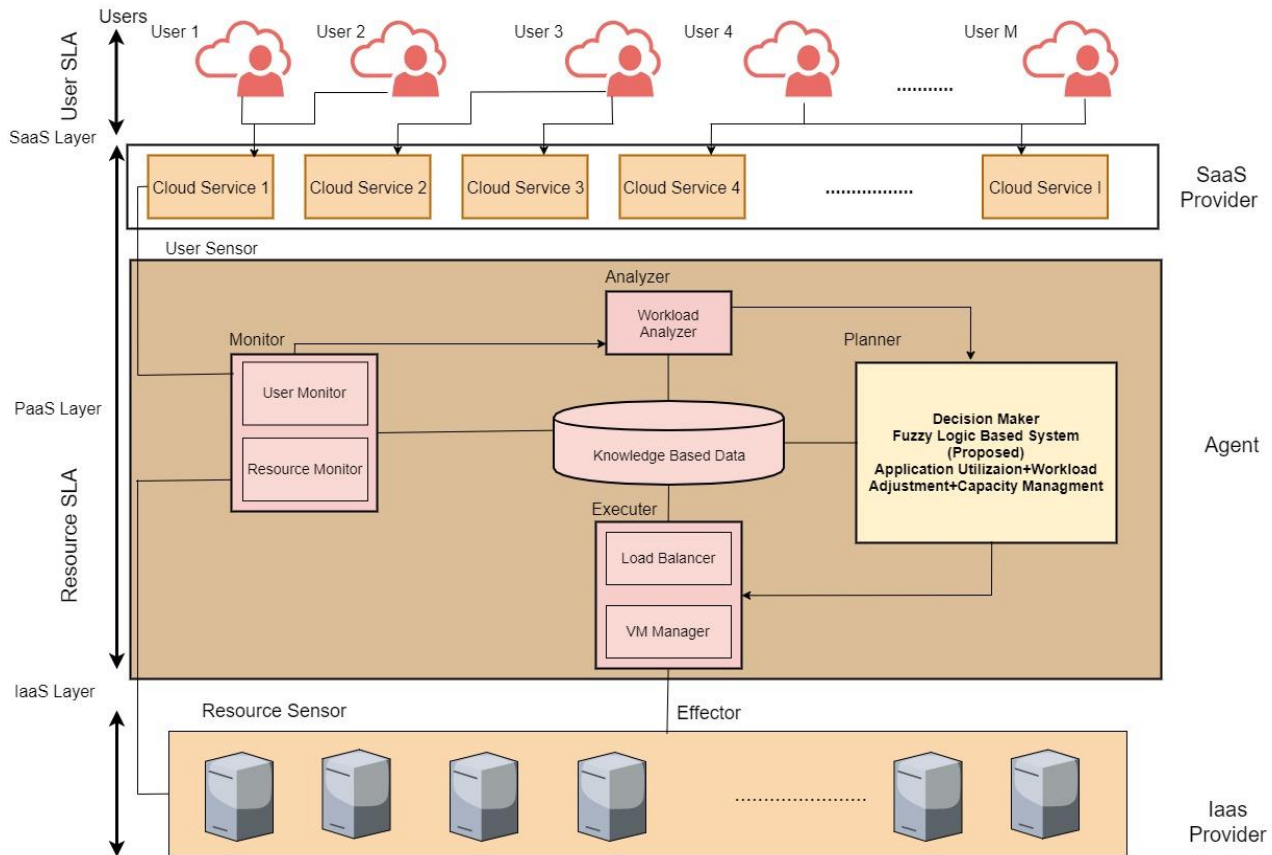 Users
User 1
User 2
User 3
User 4
User M
............
User SLA
SaaS Layer
Cloud Service 1
Cloud Service 2
Cloud Service 3
Cloud Service 4
.................
Cloud Service I
SaaS
Provider
User Sensor
Analyzer
Workload
Analyzer
Monitor
User Monitor
Resource Monitor
Planner
Decision Maker
Fuzzy Logic Based System
(Proposed)
Application Utilizaion+Workload
Adjustment+Capacity Managment
PaaS Layer
Agent
Knowledge Based Data
Resource SLA
Executer
Load Balancer
VM Manager
IaaS Layer
Resource Sensor
Effector
.........................
Iaas
Provider